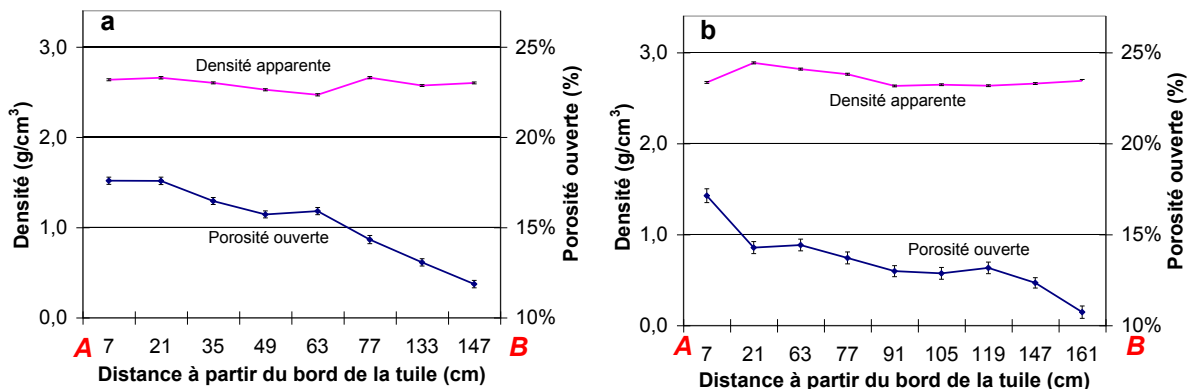 a
Densité (g/cm³)
3,0
2,0
1,0
0,0
Densité apparente
Porosité ouverte
25%
20%
15%
10%
Porosité ouverte (%)
A 7 21 35 49 63 77 133 147 B
Distance à partir du bord de la tuile (cm)
b
Densité (g/cm³)
3,0
2,0
1,0
0,0
Densité apparente
Porosité ouverte
25%
20%
15%
10%
Porosité ouverte (%)
A 7 21 63 77 91 105 119 147 161 B
Distance à partir du bord de la tuile (cm)